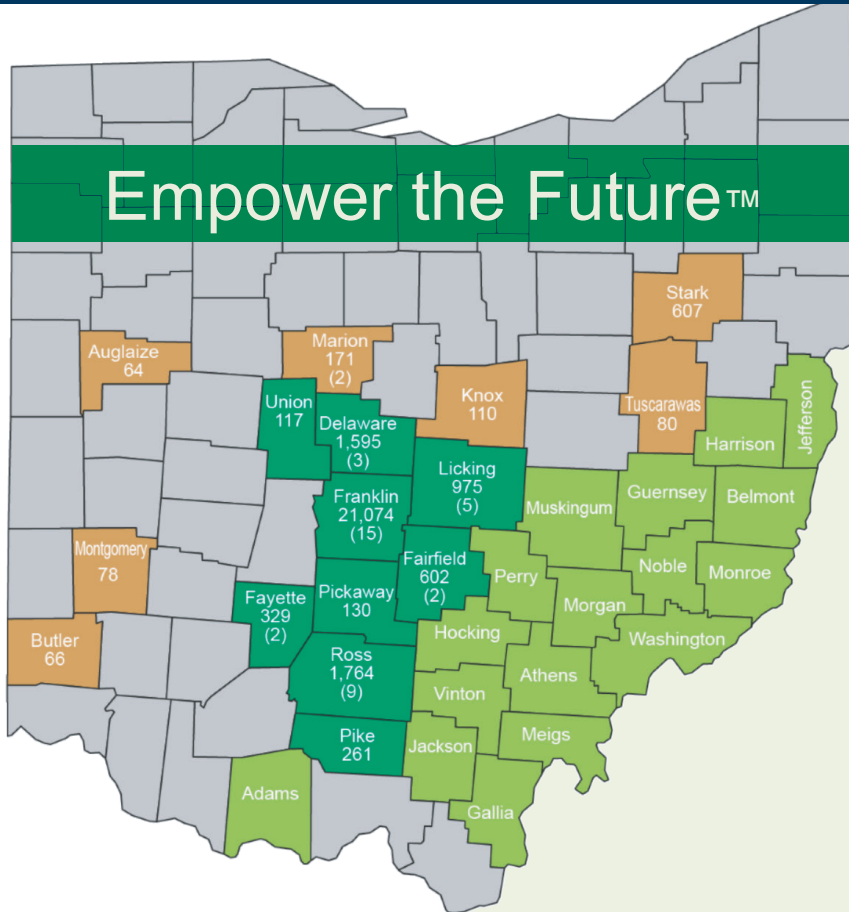 Empower the Future™
Stark
607
Marion
171
(2)
Auglaize
64
Jefferson
Knox
110
Union
117
Tuscarawas
80
Delaware
1,595
(3)
Harrison
Licking
975
(5)
Franklin
21,074
(15)
Muskingum
Guernsey
Belmont
Montgomery
78
Fairfield
602
(2)
Noble
Monroe
Perry
Fayette
329
(2)
Pickaway
130
Morgan
Hocking
Washington
Butler
66
Ross
1,764
(9)
Athens
Vinton
Pike
261
Jackson
Meigs
Adams
Gallia